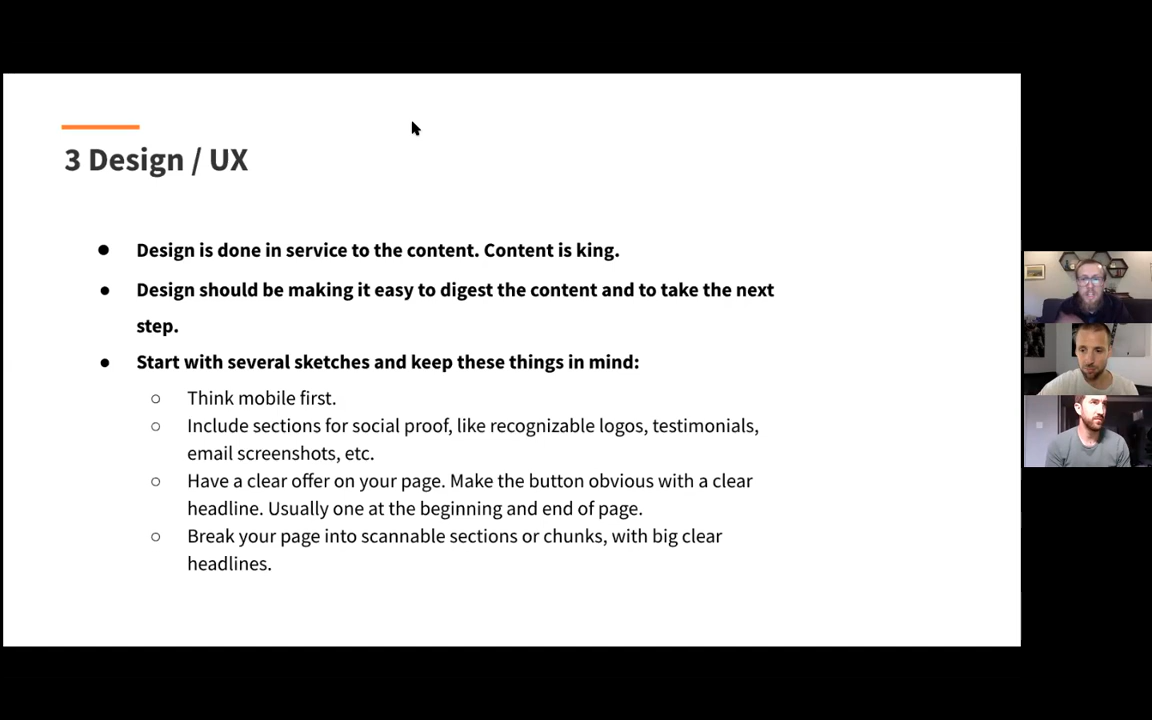 3 Design / UX
● Design is done in service to the content. Content is king.
● Design should be making it easy to digest the content and to take the next
step.
● Start with several sketches and keep these things in mind:
○ Think mobile first.
○ Include sections for social proof, like recognizable logos, testimonials,
email screenshots, etc.
○ Have a clear offer on your page. Make the button obvious with a clear
headline. Usually one at the beginning and end of page.
○ Break your page into scannable sections or chunks, with big clear
headlines.